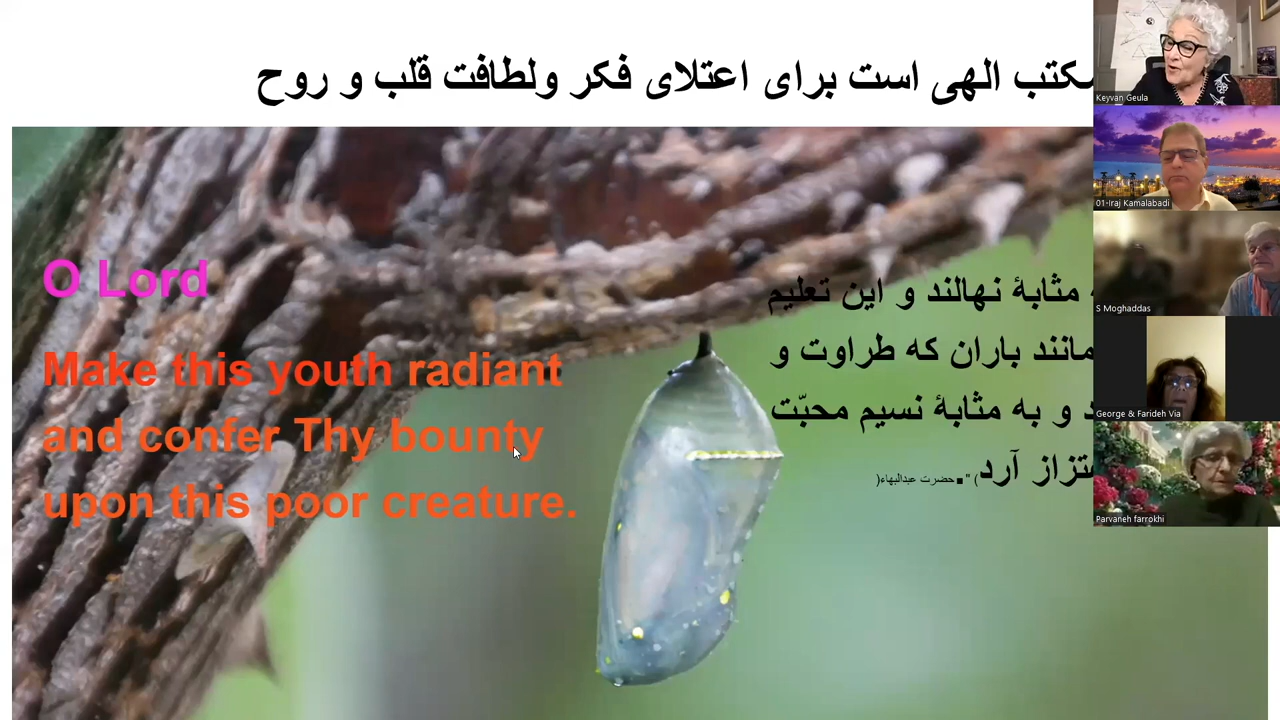 مکتب الهی است برای اعتلای فکر ولطافت قلب و روح
O Lord
Make this youth radiant
and confer Thy bounty
upon this poor creature.
مثابهٔ نهالند و این تعلیم
مانند باران که طراوت و
و به مثابهٔ نسیم محبّت
آرد) "■حضرت عبدالبهاء(
Keyvan Geula
01-Iraj Kamalabadi
S Moghaddas
George & Farideh Via
Parvaneh farrokhi